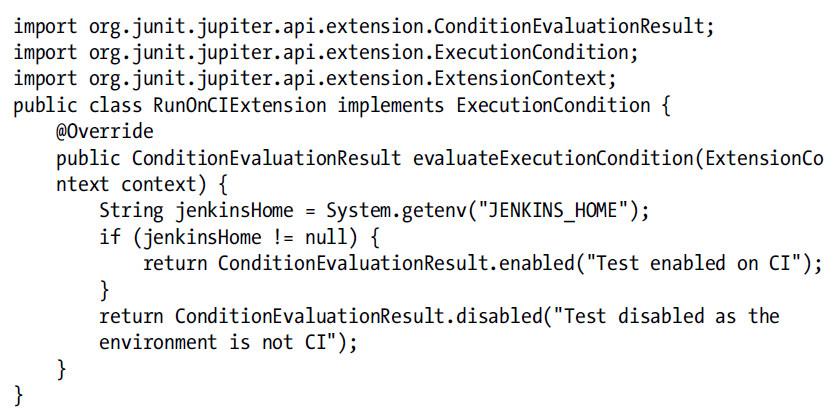 import org.junit.jupiter.api.extension.ConditionEvaluationResult;
import org.junit.jupiter.api.extension.ExecutionCondition;
import org.junit.jupiter.api.extension.ExtensionContext;
public class RunOnCIExtension implements ExecutionCondition {
    @Override
    public ConditionEvaluationResult evaluateExecutionCondition(ExtensionCo
    ntext context) {
        String jenkinsHome = System.getenv("JENKINS_HOME");
        if (jenkinsHome != null) {
            return ConditionEvaluationResult.enabled("Test enabled on CI");
        }
        return ConditionEvaluationResult.disabled("Test disabled as the
        environment is not CI");
    }
}